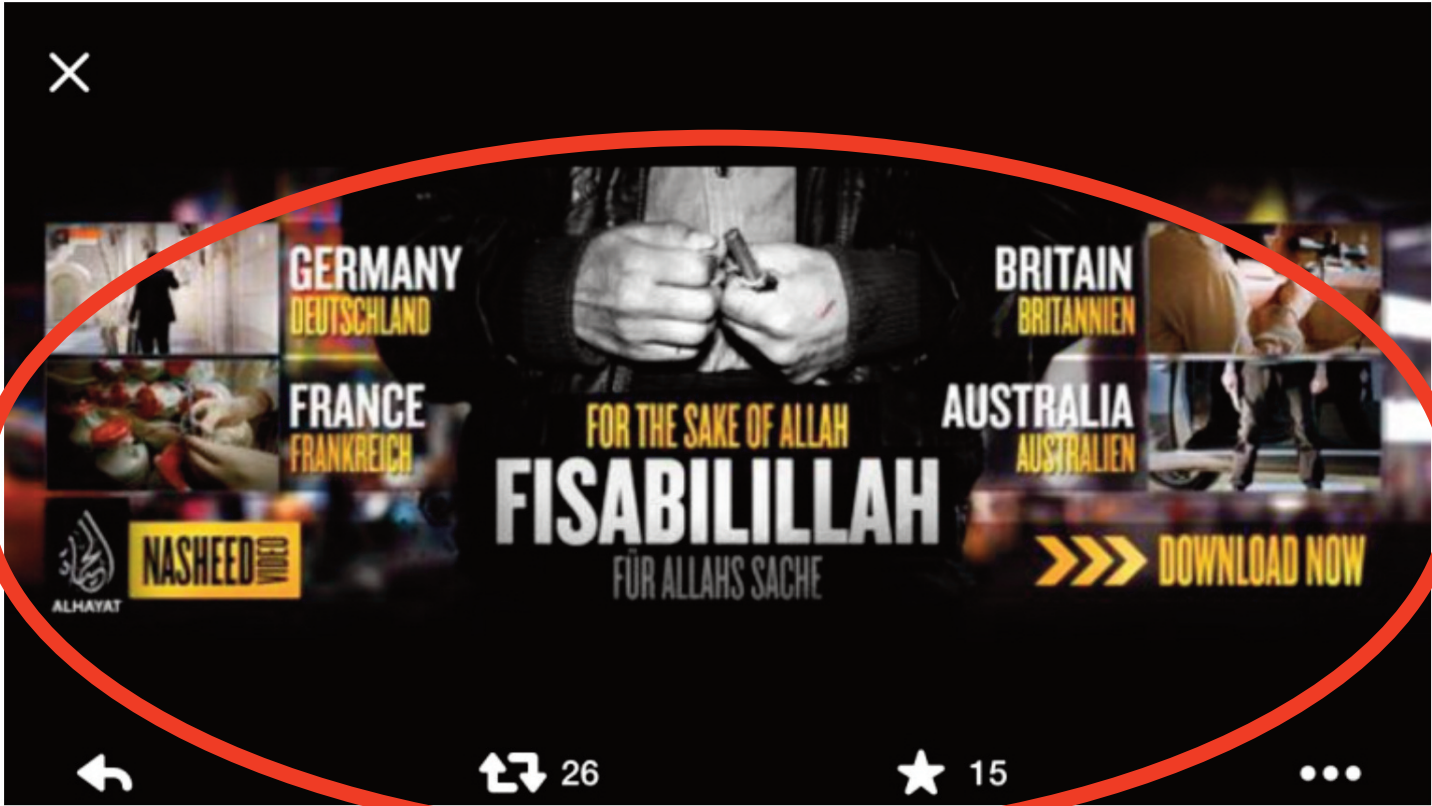 GERMANY
DEUTSCHLAND
FRANCE
FRANKREICH
BRITAIN
BRITANNIEN
AUSTRALIA
AUSTRALIEN
FOR THE SAKE OF ALLAH
FISABILILLAH
FÜR ALLAHS SACHE
ALHAYAT
NASHEED VIDEO
DOWNLOAD NOW
26
15